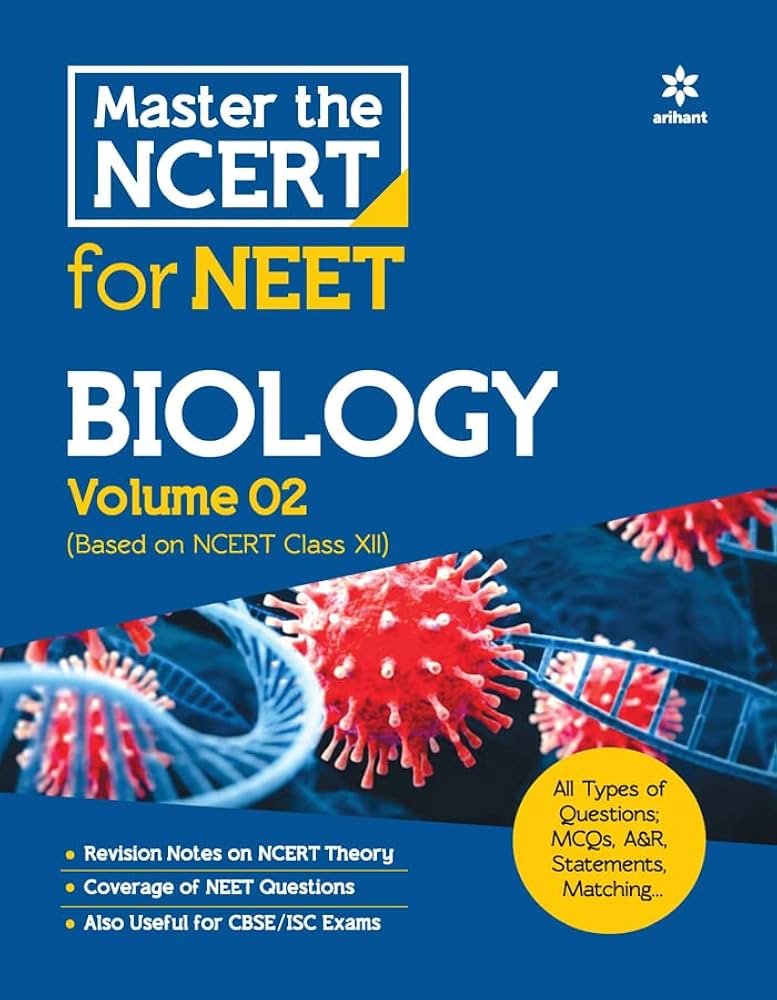 Master the
NCERT
arihant
for NEET
BIOLOGY
Volume 02
(Based on NCERT Class XII)
All Types of
Questions;
MCQs, A&R,
Statements,
Matching...
• Revision Notes on NCERT Theory
• Coverage of NEET Questions
• Also Useful for CBSE/ISC Exams